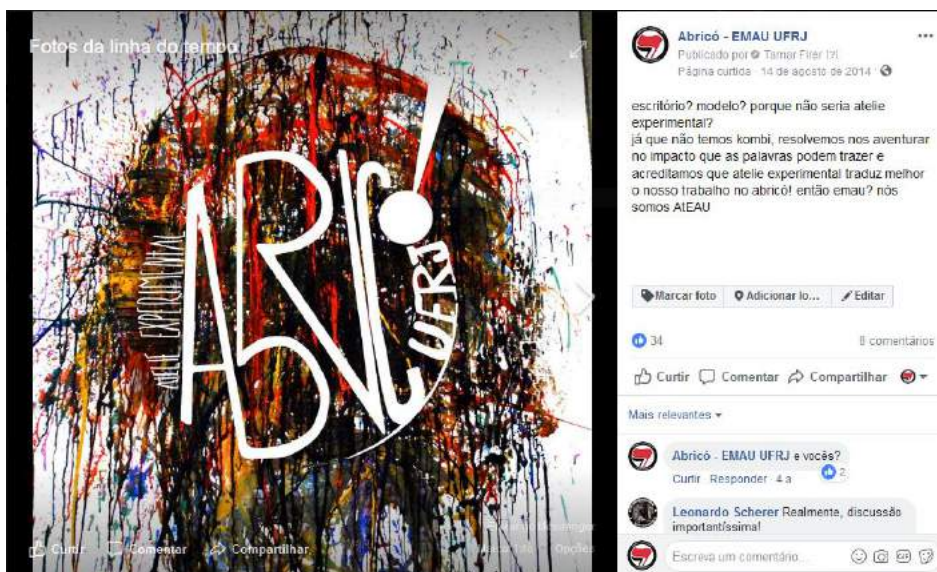 Fotos da linha do tempo
ATELIE EXPERIMENTAL
ABRICÓ!
UFRJ
Curtir Comentar Compartilhar
Opções
Abricó - EMAU UFRJ
Publicado por Tamar Firer
Página curtida · 14 de agosto de 2014 ·
escritório? modelo? porque não seria atelie
experimental?
já que não temos kombi, resolvemos nos aventurar
no impacto que as palavras podem trazer e
acreditamos que atelie experimental traduz melhor
o nosso trabalho no abricó! então emau? nós
somos AtEAU
Marcar foto Adicionar lo... Editar
34 8 comentários
Curtir Comentar Compartilhar
Mais relevantes
Abricó - EMAU UFRJ e vocês?
2
Curtir · Responder · 4 a
Leonardo Scherer Realmente, discussão
importantíssima!
Escreva um comentário...
GIF